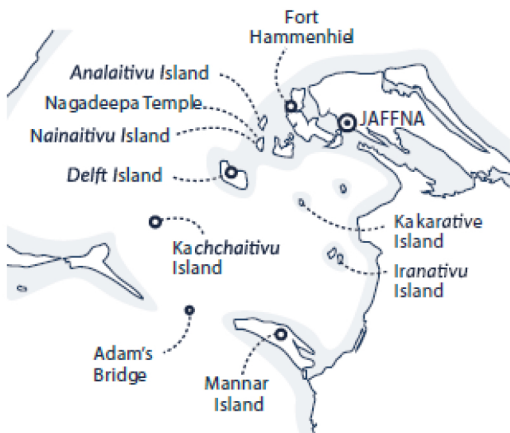 Fort
Hammenhiel
Analaitivu Island
Nagadeepa Temple
JAFFNA
Nainaitivu Island
Delft Island
Kachchaitivu
Island
Kakarative
Island
Iranativu
Island
Adam's
Bridge
Mannar
Island